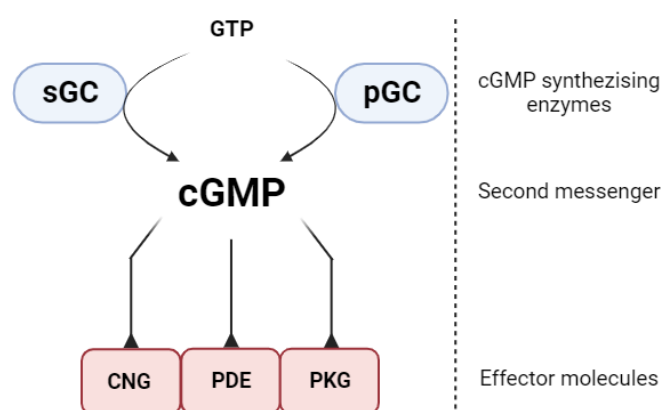 GTP
sGC
pGC
cGMP synthezising
enzymes
cGMP
Second messenger
CNG
PDE
PKG
Effector molecules